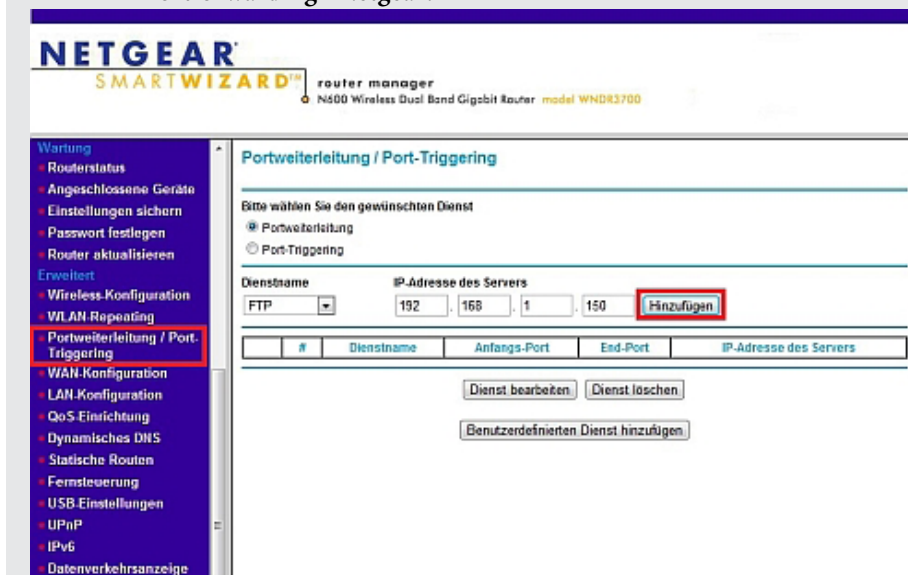 NETGEAR
SMARTWIZARD™
router manager
N600 Wireless Dual Band Gigabit Router model WNDR3700
Wartung
Routerstatus
Angeschlossene Geräte
Einstellungen sichern
Passwort festlegen
Router aktualisieren
Erweitert
Wireless-Konfiguration
WLAN-Repeating
Portweiterleitung / Port-
Triggering
WAN-Konfiguration
LAN-Konfiguration
QoS-Einrichtung
Dynamisches DNS
Statische Routen
Fernsteuerung
USB-Einstellungen
UPnP
IPv6
Datenverkehrsanzeige
Portweiterleitung / Port-Triggering
Bitte wählen Sie den gewünschten Dienst
Portweiterleitung
Port-Triggering
Dienstname IP-Adresse des Servers
FTP 192 . 168 . 1 . 150 Hinzufügen
# Dienstname Anfangs-Port End-Port IP-Adresse des Servers
Dienst bearbeiten Dienst löschen
Benutzerdefinierten Dienst hinzufügen